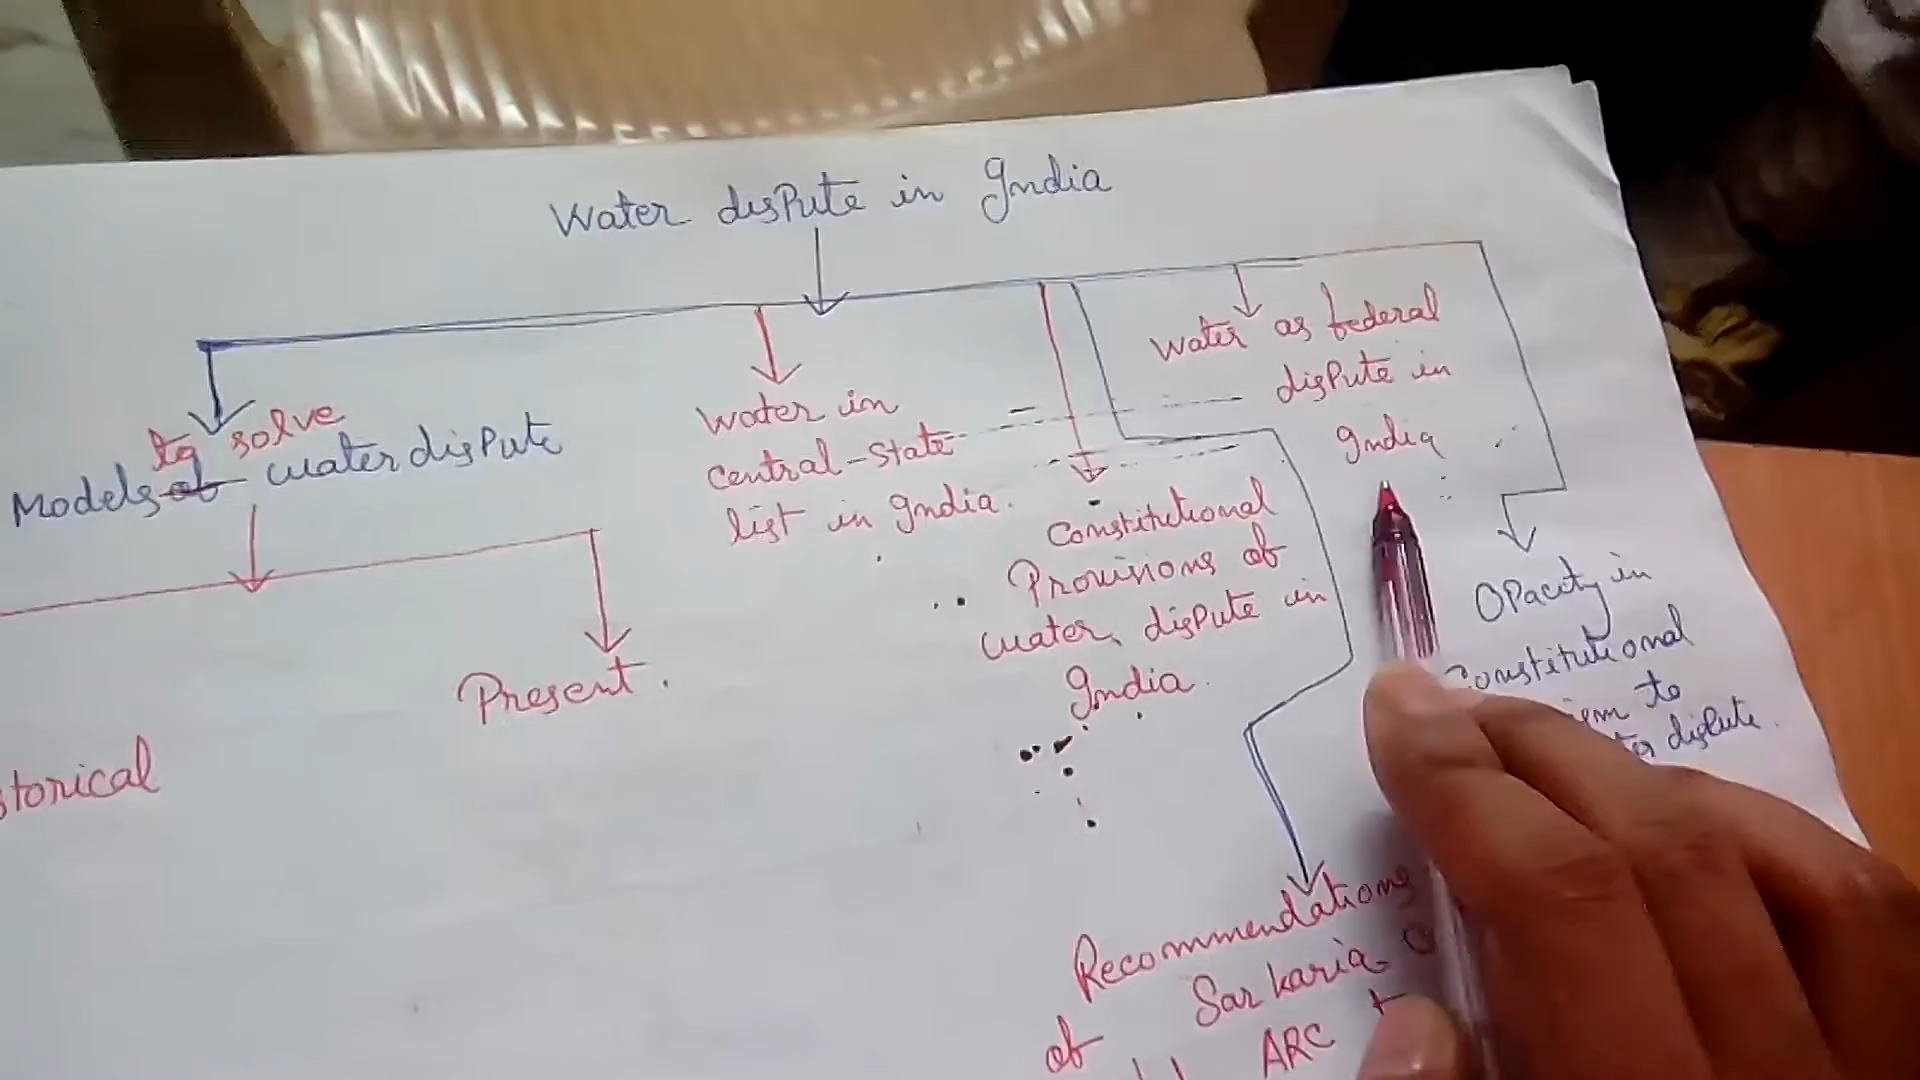 Water dispute in India
to solve
Models of water dispute
Present.
storical
Water in
central-state
list in India.
Constitutional
Provisions of
water dispute in
India.
Water as federal
dispute in
India
Opacity in
Constitutional
to
dispute.
Recommendations
of Sarkaria
ARC